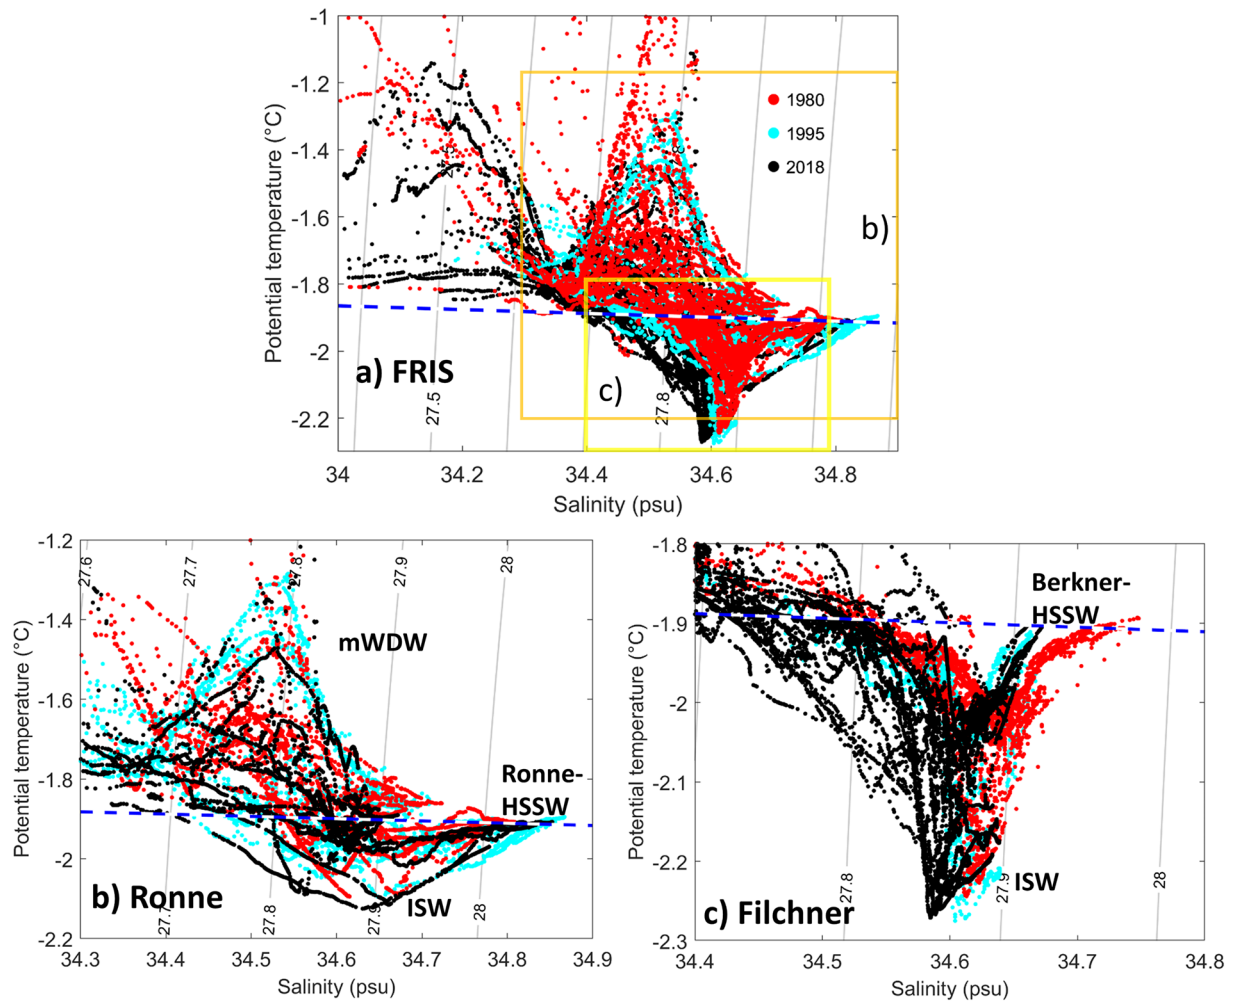 -1
-1.2
-1.4
-1.6
-1.8
-2
-2.2
Potential temperature (°C)
1980
1995
2018
b)
a) FRIS
c)
27.5
27.8
34
34.2
34.4
34.6
34.8
Salinity (psu)
-1.2
-1.4
-1.6
-1.8
-2
-2.2
Potential temperature (°C)
27.6
27.7
27.8
27.9
28
mWDW
Ronne-
HSSW
b) Ronne
ISW
27.7
27.8
27.9
28
34.3
34.4
34.5
34.6
34.7
34.8
34.9
Salinity (psu)
-1.8
-1.9
-2
-2.1
-2.2
-2.3
Potential temperature (°C)
Berkner-
HSSW
ISW
c) Filchner
27.8
27.9
28
34.4
34.5
34.6
34.7
34.8
Salinity (psu)